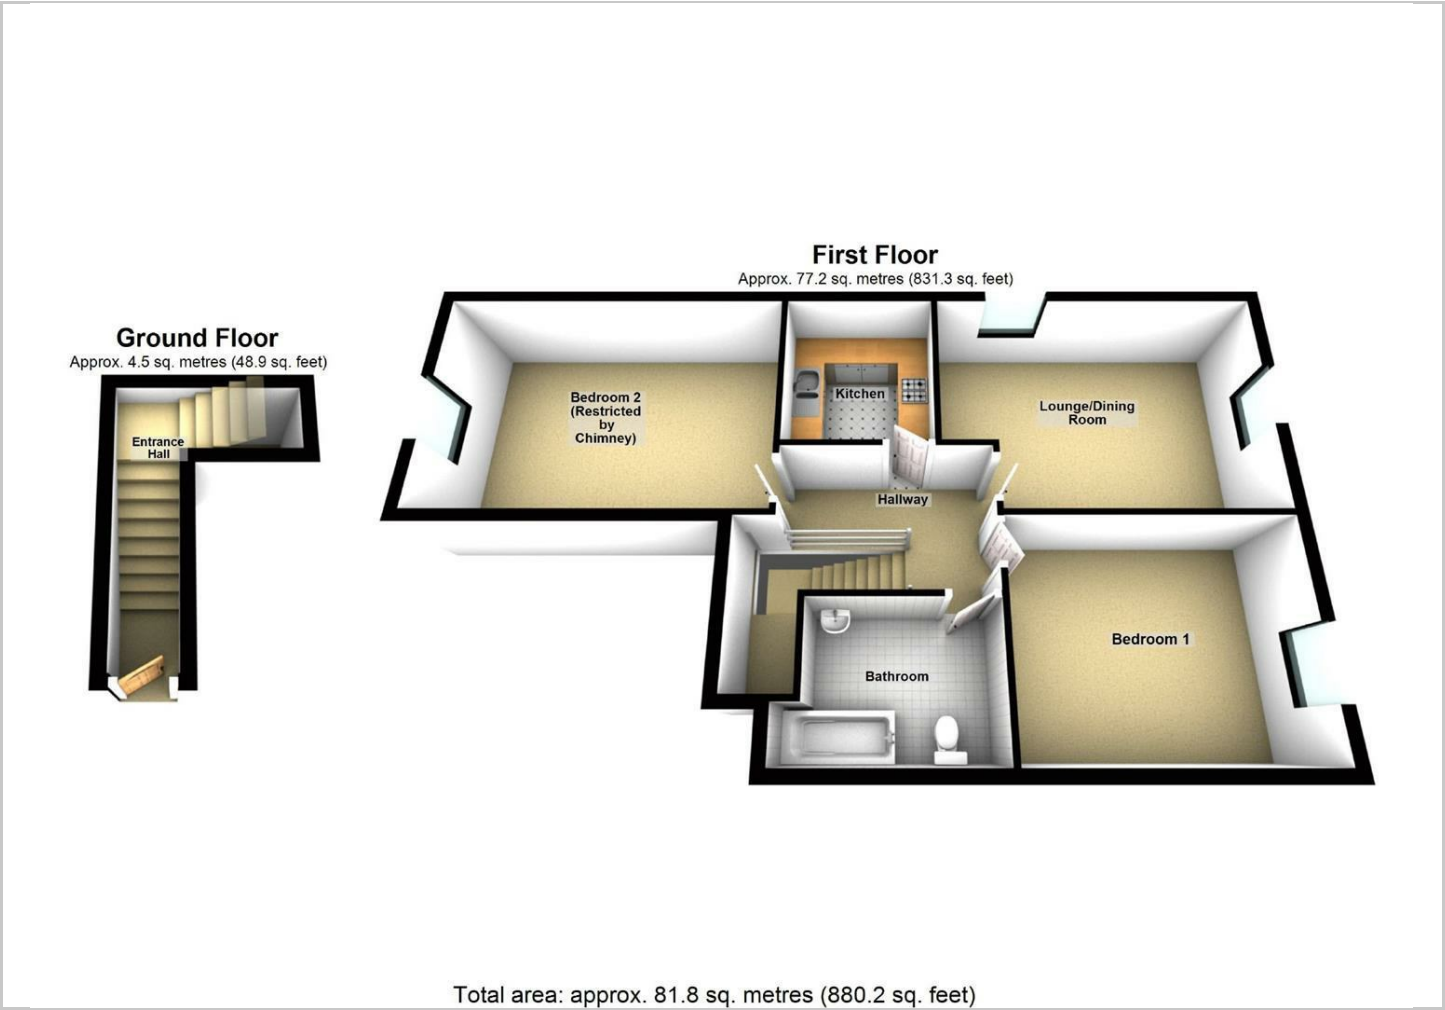 First Floor
Approx. 77.2 sq. metres (831.3 sq. feet)
Ground Floor
Approx. 4.5 sq. metres (48.9 sq. feet)
Entrance
Hall
Bedroom 2
(Restricted
by
Chimney)
Kitchen
Lounge/Dining
Room
Hallway
Bedroom 1
Bathroom
Total area: approx. 81.8 sq. metres (880.2 sq. feet)